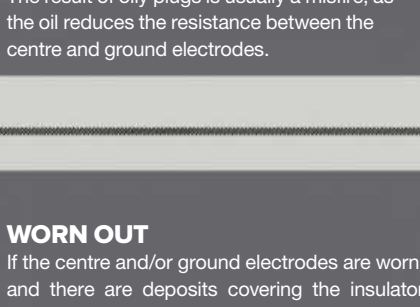 The result of oily plugs is usually a misfire, as
the oil reduces the resistance between the
centre and ground electrodes.
WORN OUT
If the centre and/or ground electrodes are worn
and there are deposits covering the insulato